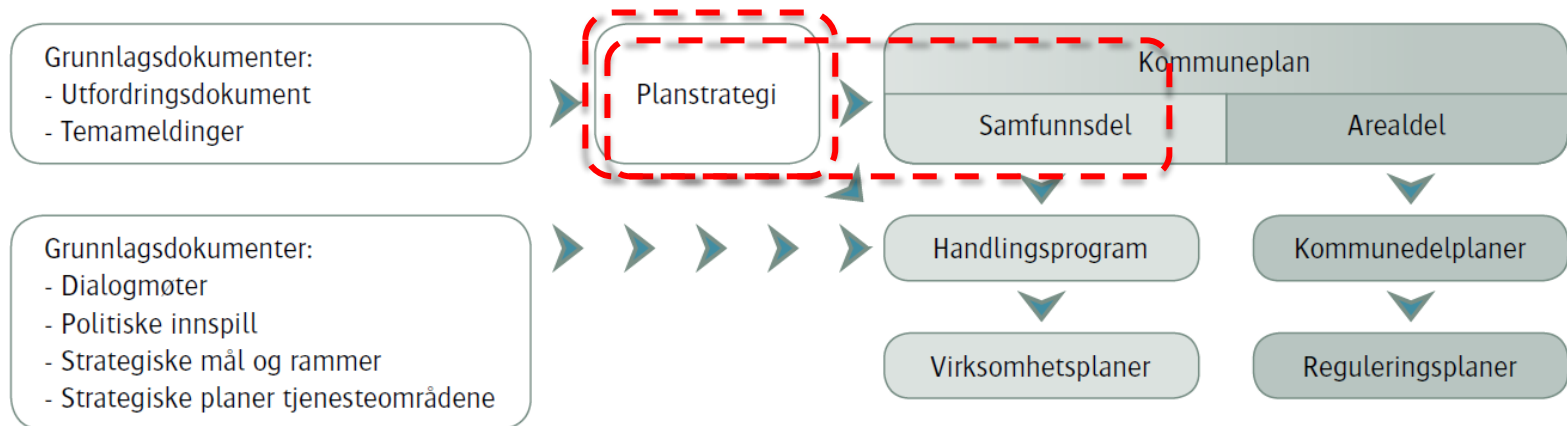 Grunnlagsdokumenter:
- Utfordringsdokument
- Temameldinger
Planstrategi
Kommuneplan
Samfunnsdel
Arealdel
Grunnlagsdokumenter:
- Dialogmøter
- Politiske innspill
- Strategiske mål og rammer
- Strategiske planer tjenesteområdene
Handlingsprogram
Kommunedelplaner
Virksomhetsplaner
Reguleringsplaner